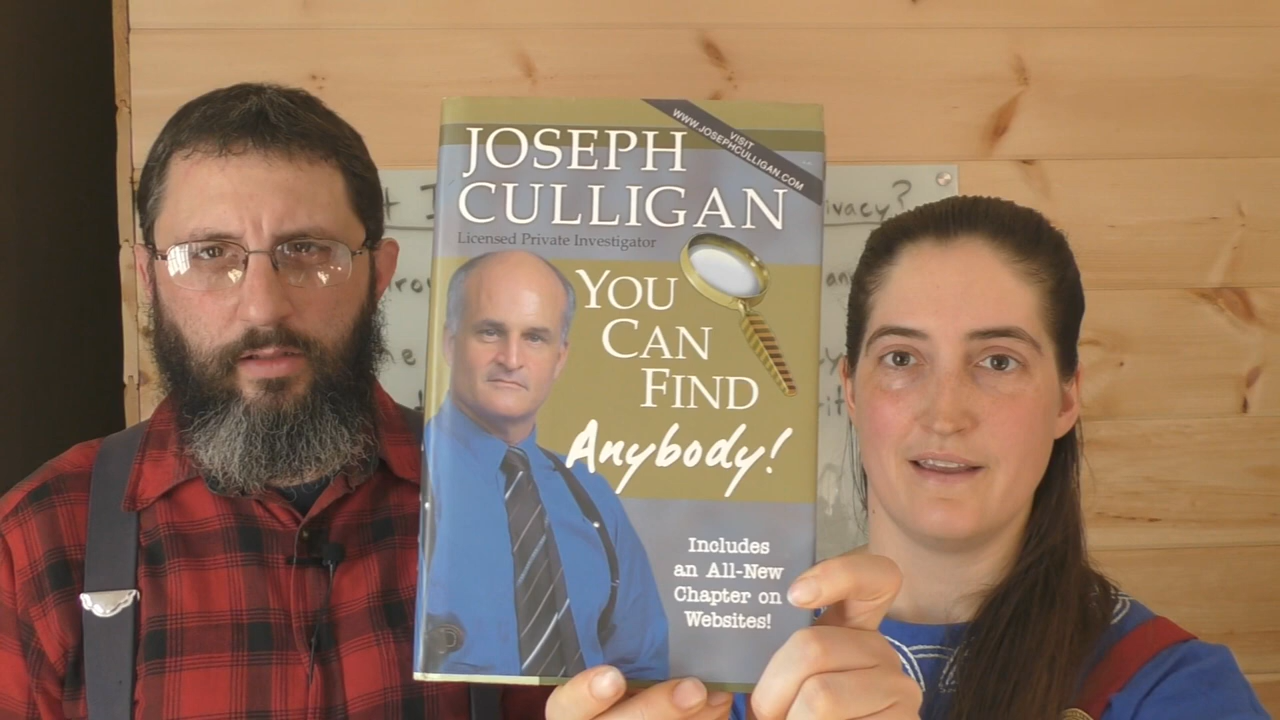 VISIT
WWW.JOSEPHCULLIGAN.COM
JOSEPH
CULLIGAN
Licensed Private Investigator
YOU
CAN
FIND
Anybody!
Includes
an All-New
Chapter on
Websites!